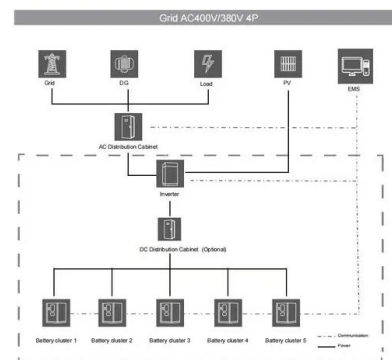 Grid AC400V/380V 4P
Grid DG Load PV EMS
AC Distribution Cabinet
Inverter
DC Distribution Cabinet (Optional)
Battery cluster 1 Battery cluster 2 Battery cluster 3 Battery cluster 4 Battery cluster 5
Communication
Power